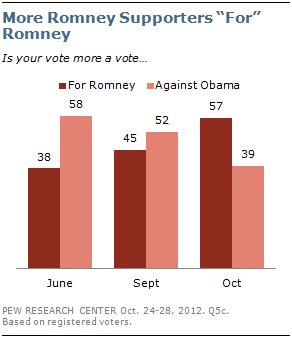 More Romney Supporters “For”
Romney
Is your vote more a vote…
For Romney Against Obama
58
57
52
45
38
39
June Sept Oct
PEW RESEARCH CENTER Oct. 24-28, 2012. Q5c.
Based on registered voters.